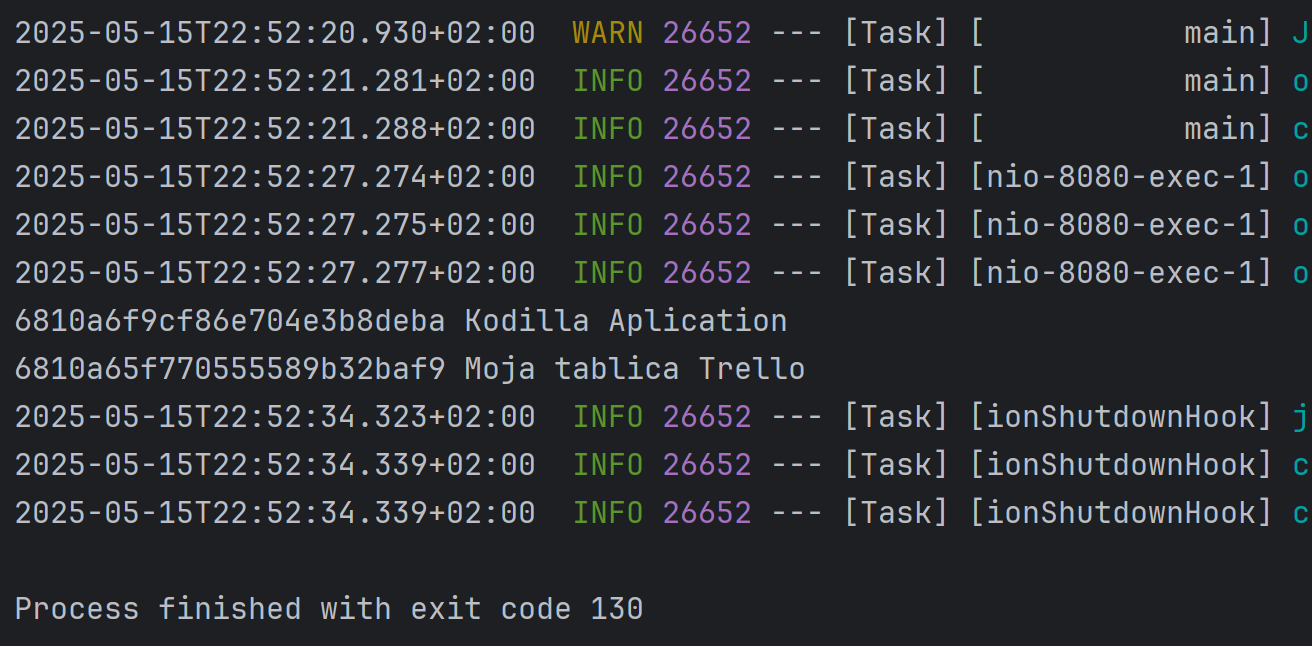 2025-05-15T22:52:20.930+02:00  WARN 26652 --- [Task] [           main] J
2025-05-15T22:52:21.281+02:00  INFO 26652 --- [Task] [           main] o
2025-05-15T22:52:21.288+02:00  INFO 26652 --- [Task] [           main] c
2025-05-15T22:52:27.274+02:00  INFO 26652 --- [Task] [nio-8080-exec-1] o
2025-05-15T22:52:27.275+02:00  INFO 26652 --- [Task] [nio-8080-exec-1] o
2025-05-15T22:52:27.277+02:00  INFO 26652 --- [Task] [nio-8080-exec-1] o
6810a6f9cf86e704e3b8deba Kodilla Aplication
6810a65f770555589b32baf9 Moja tablica Trello
2025-05-15T22:52:34.323+02:00  INFO 26652 --- [Task] [ionShutdownHook] j
2025-05-15T22:52:34.339+02:00  INFO 26652 --- [Task] [ionShutdownHook] c
2025-05-15T22:52:34.339+02:00  INFO 26652 --- [Task] [ionShutdownHook] c
Process finished with exit code 130